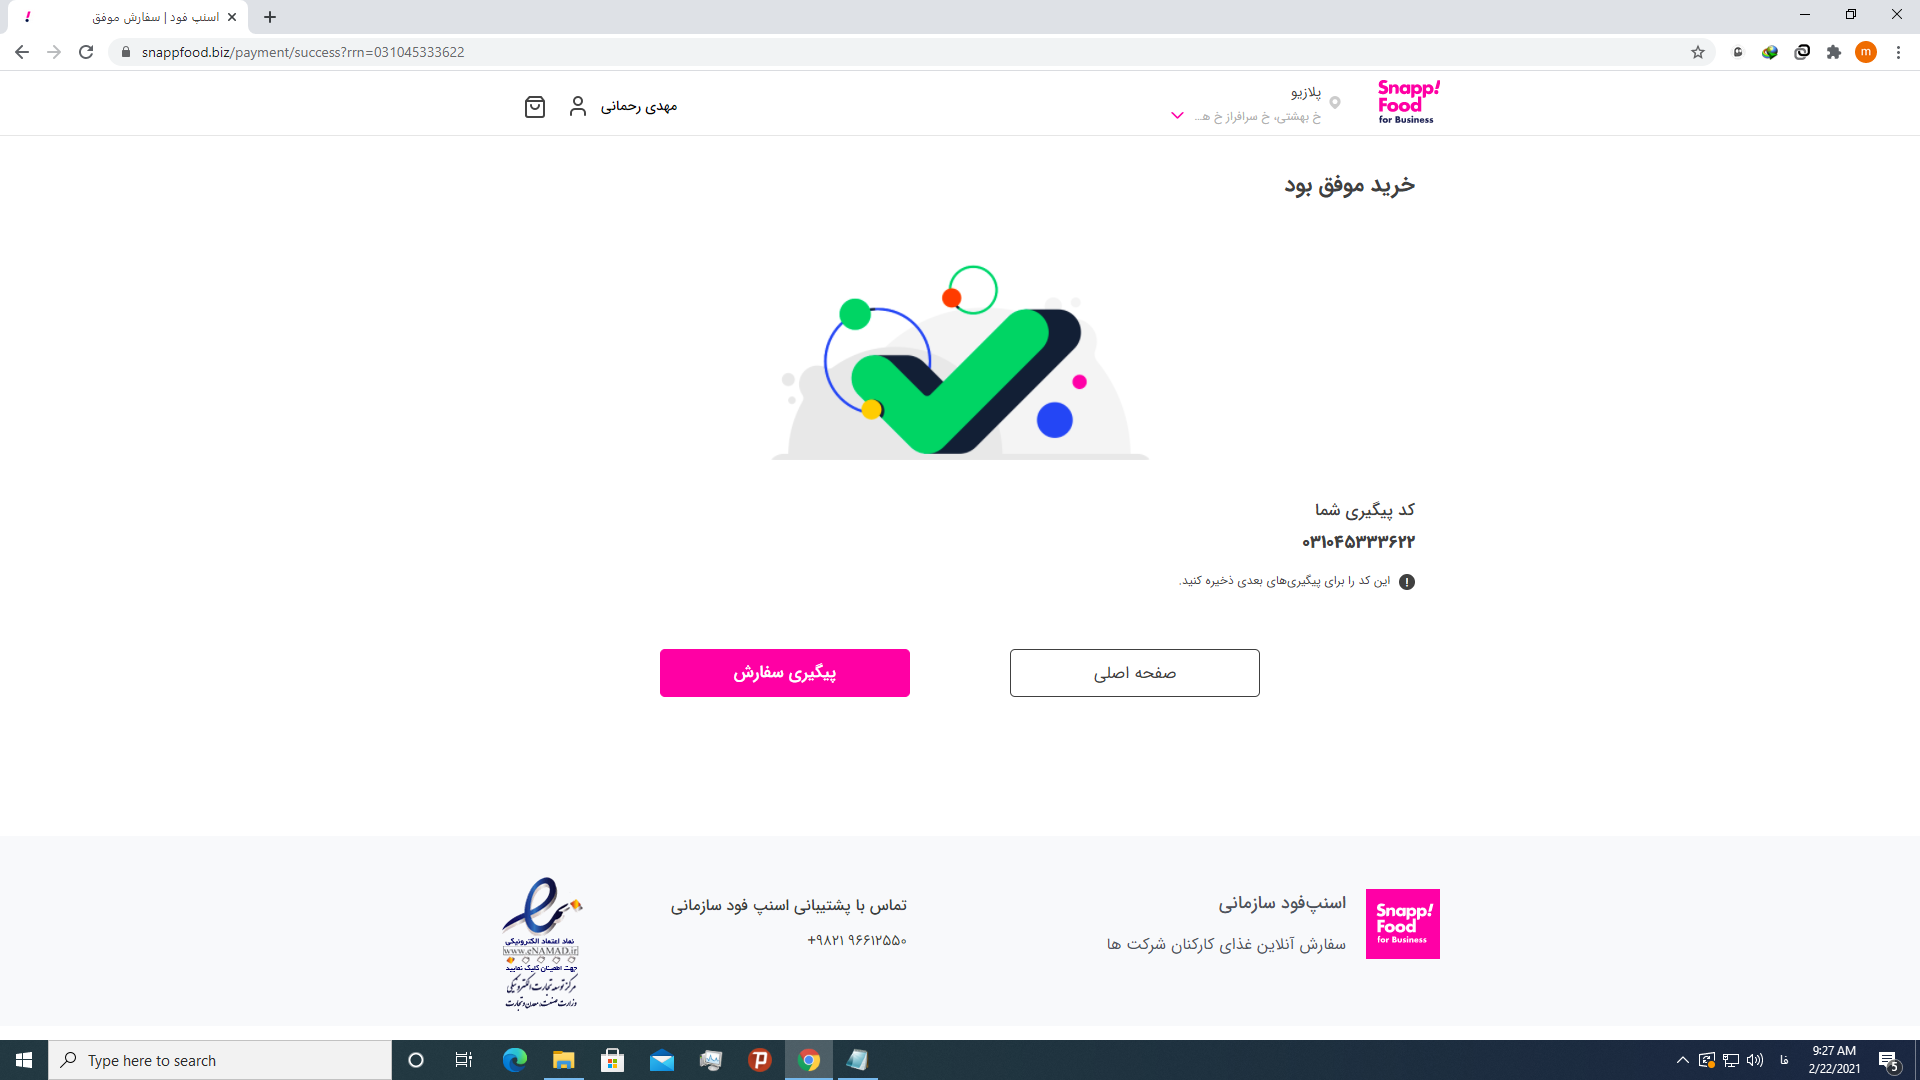 اسنپ فود | سفارش موفق
snappfood.biz/payment/success?rrn=031045333622
m
Snapp!
Food
for Business
پلازیو
خ بهشتی، خ سرافراز خ ه...
مهدی رحمانی
خرید موفق بود
کد پیگیری شما
۰۳۱۰۴۵۳۳۳۶۲۲
این کد را برای پیگیری‌های بعدی ذخیره کنید.
صفحه اصلی
پیگیری سفارش
Snapp!
Food
for Business
اسنپ‌فود سازمانی
سفارش آنلاین غذای کارکنان شرکت ها
تماس با پشتیبانی اسنپ فود سازمانی
+۹۸۲۱ ۹۶۶۱۲۵۵۰
نماد اعتماد الکترونیکی
www.eNAMAD.ir
جهت اطمینان کلیک نمایید
مرکز توسعه تجارت الکترونیکی
وزارت صنعت، معدن و تجارت
Type here to search
فا
9:27 AM
2/22/2021
5